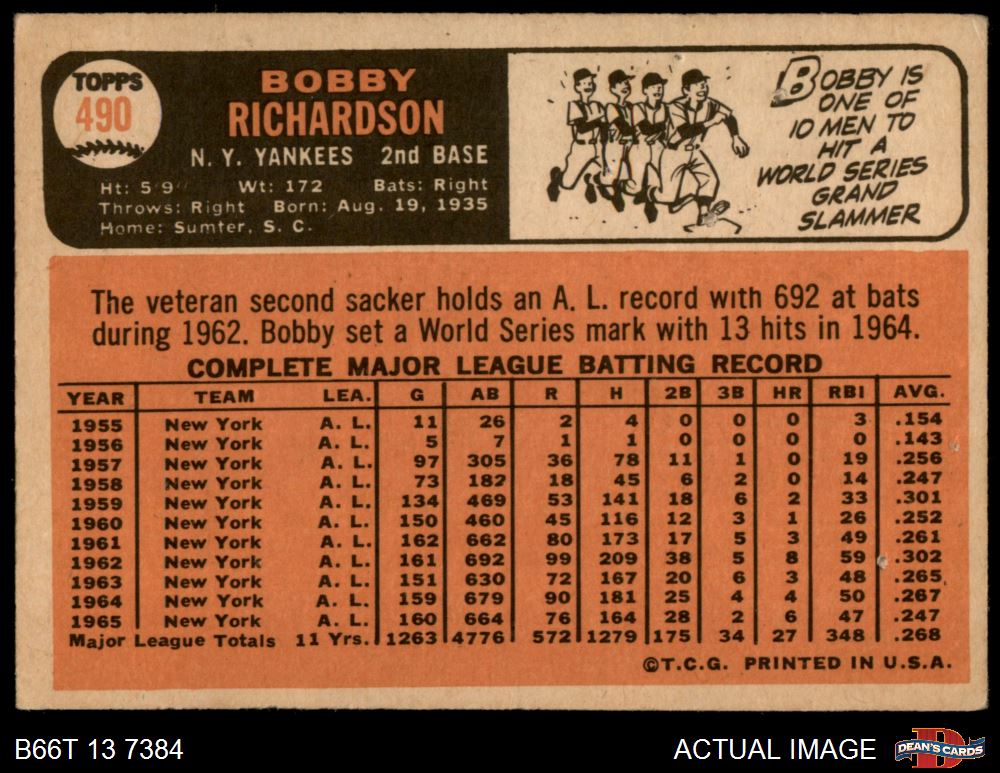 TOPPS
490
BOBBY
RICHARDSON
N. Y. YANKEES 2nd BASE
Ht: 5'9" Wt: 172 Bats: Right
Throws: Right Born: Aug. 19, 1935
Home: Sumter, S. C.
BOBBY IS
ONE OF
10 MEN TO
HIT A
WORLD SERIES
GRAND
SLAMMER
The veteran second sacker holds an A. L. record with 692 at bats
during 1962. Bobby set a World Series mark with 13 hits in 1964.
COMPLETE MAJOR LEAGUE BATTING RECORD
YEAR TEAM LEA. G AB R H 2B 3B HR RBI AVG.
1955 New York A. L. 11 26 2 4 0 0 0 3 .154
1956 New York A. L. 5 7 1 1 0 0 0 0 .143
1957 New York A. L. 97 305 36 78 11 1 0 19 .256
1958 New York A. L. 73 182 18 45 6 2 0 14 .247
1959 New York A. L. 134 469 53 141 18 6 2 33 .301
1960 New York A. L. 150 460 45 116 12 3 1 26 .252
1961 New York A. L. 162 662 80 173 17 5 3 49 .261
1962 New York A. L. 161 692 99 209 38 5 8 59 .302
1963 New York A. L. 151 630 72 167 20 6 3 48 .265
1964 New York A. L. 159 679 90 181 25 4 4 50 .267
1965 New York A. L. 160 664 76 164 28 2 6 47 .247
Major League Totals 11 Yrs. 1263 4776 572 1279 175 34 27 348 .268
©T.C.G. PRINTED IN U.S.A.
B66T 13 7384
ACTUAL IMAGE
D
DEAN'S CARDS